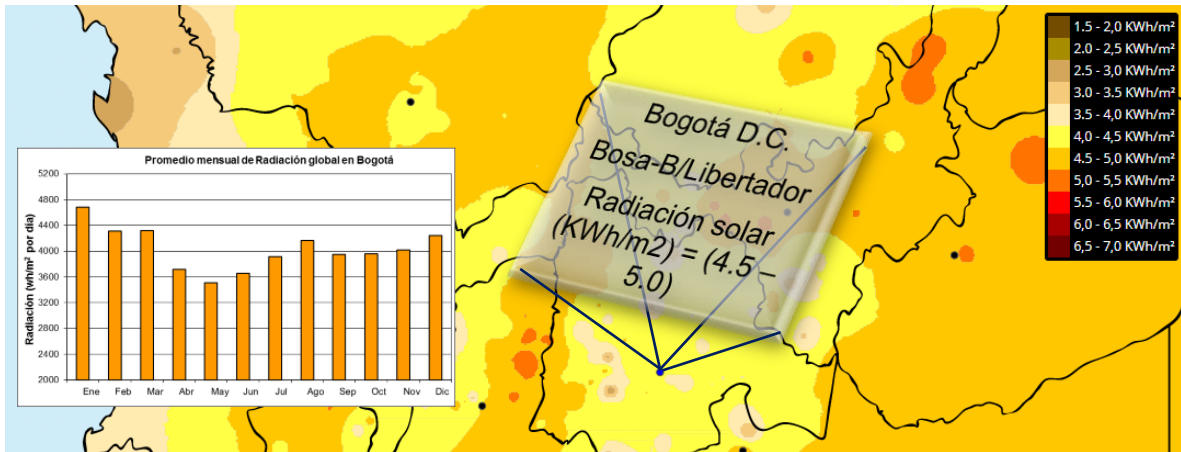 Promedio mensual de Radiación global en Bogotá
Radiación (wh/m² por día)
5200
4800
4400
4000
3600
3200
2800
2400
2000
Ene Feb Mar Abr May Jun Jul Ago Sep Oct Nov Dic
Bogotá D.C.
Bosa-B/Libertador
Radiación solar
(KWh/m2) = (4.5 –
5.0)
1.5 - 2,0 KWh/m²
2.0 - 2,5 KWh/m²
2.5 - 3,0 KWh/m²
3.0 - 3.5 KWh/m²
3.5 - 4,0 KWh/m²
4,0 - 4,5 KWh/m²
4.5 - 5.0 KWh/m²
5,0 - 5,5 KWh/m²
5.5 - 6.0 KWh/m²
6,0 - 6,5 KWh/m²
6,5 - 7,0 KWh/m²